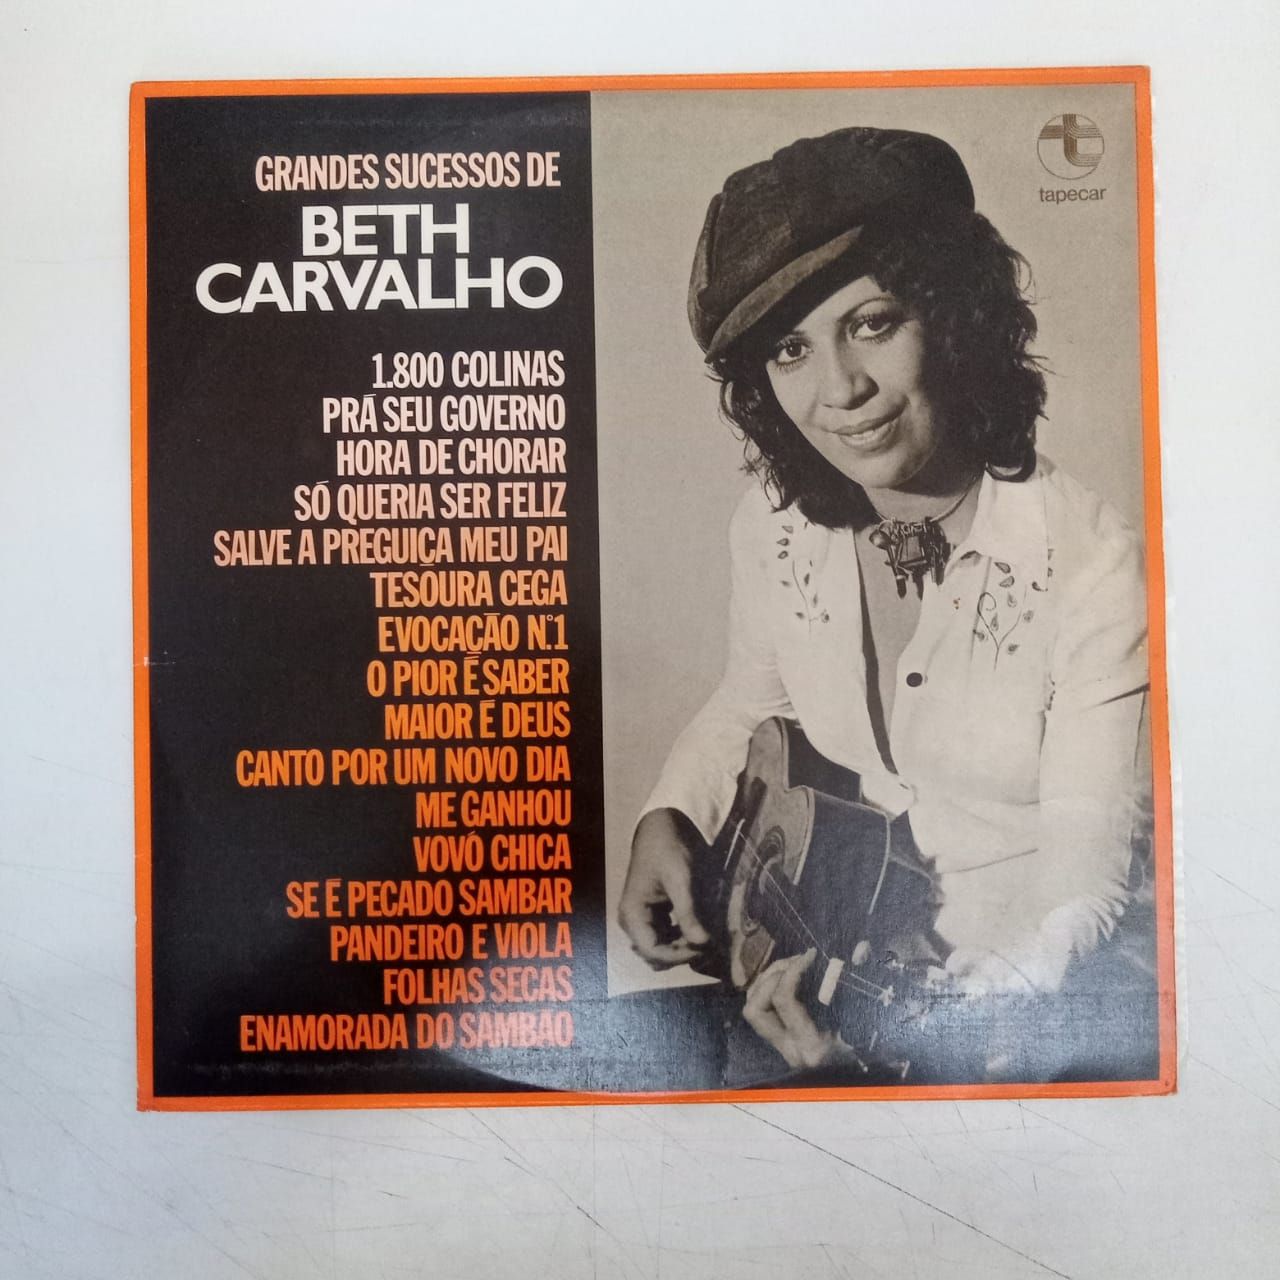 GRANDES SUCESSOS DE
BETH
CARVALHO
1.800 COLINAS
PRÁ SEU GOVERNO
HORA DE CHORAR
SÓ QUERIA SER FELIZ
SALVE A PREGUIÇA MEU PAI
TESOURA CEGA
EVOCAÇÃO N.º1
O PIOR É SABER
MAIOR É DEUS
CANTO POR UM NOVO DIA
ME GANHOU
VOVÓ CHICA
SE É PECADO SAMBAR
PANDEIRO E VIOLA
FOLHAS SECAS
ENAMORADA DO SAMBÃO
t
tapecar